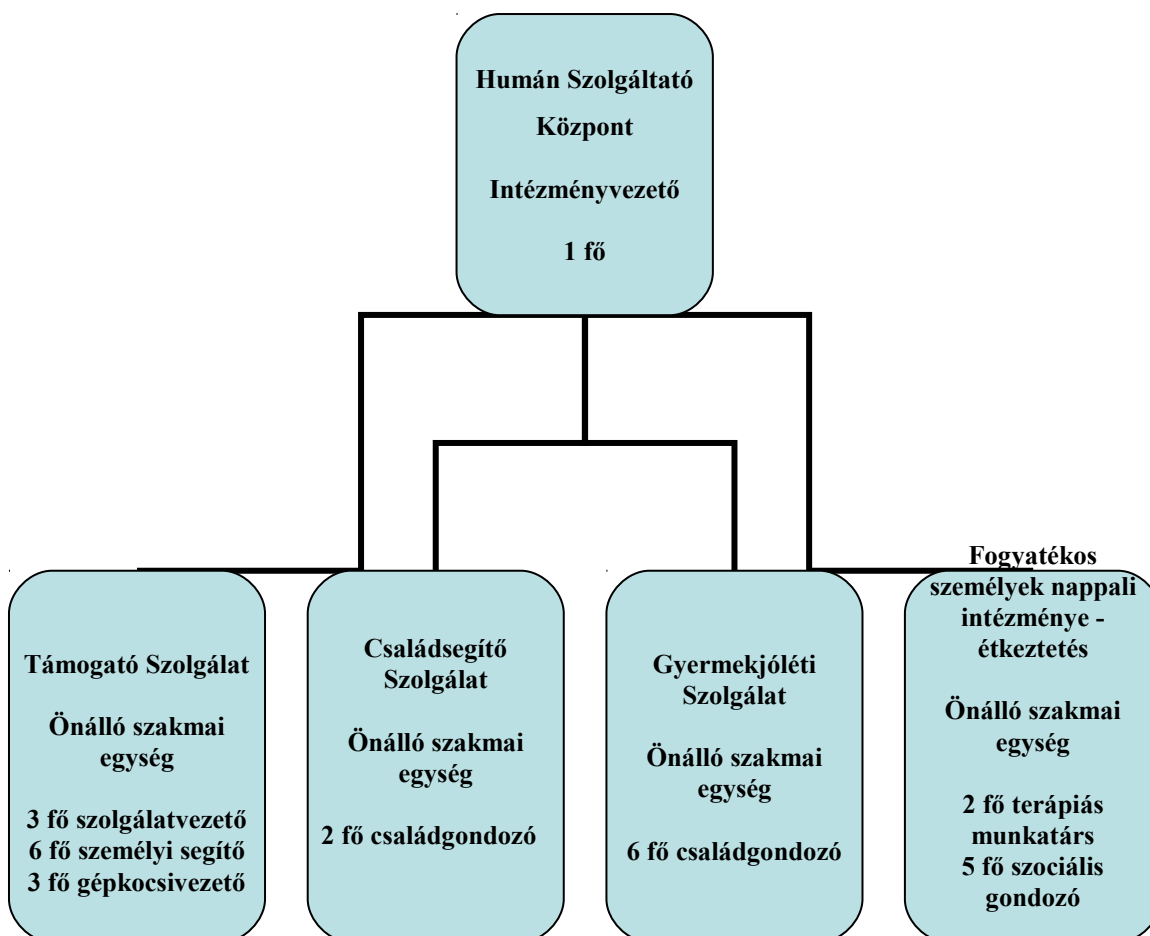 Humán Szolgáltató
Központ
Intézményvezető
1 fő
Támogató Szolgálat
Önálló szakmai
egység
3 fő szolgálatvezető
6 fő személyi segítő
3 fő gépkocsivezető
Családsegítő
Szolgálat
Önálló szakmai
egység
2 fő családgondozó
Gyermekjóléti
Szolgálat
Önálló szakmai
egység
6 fő családgondozó
Fogyatékos
személyek nappali
intézménye -
étkeztetés
Önálló szakmai
egység
2 fő terápiás
munkatárs
5 fő szociális
gondozó